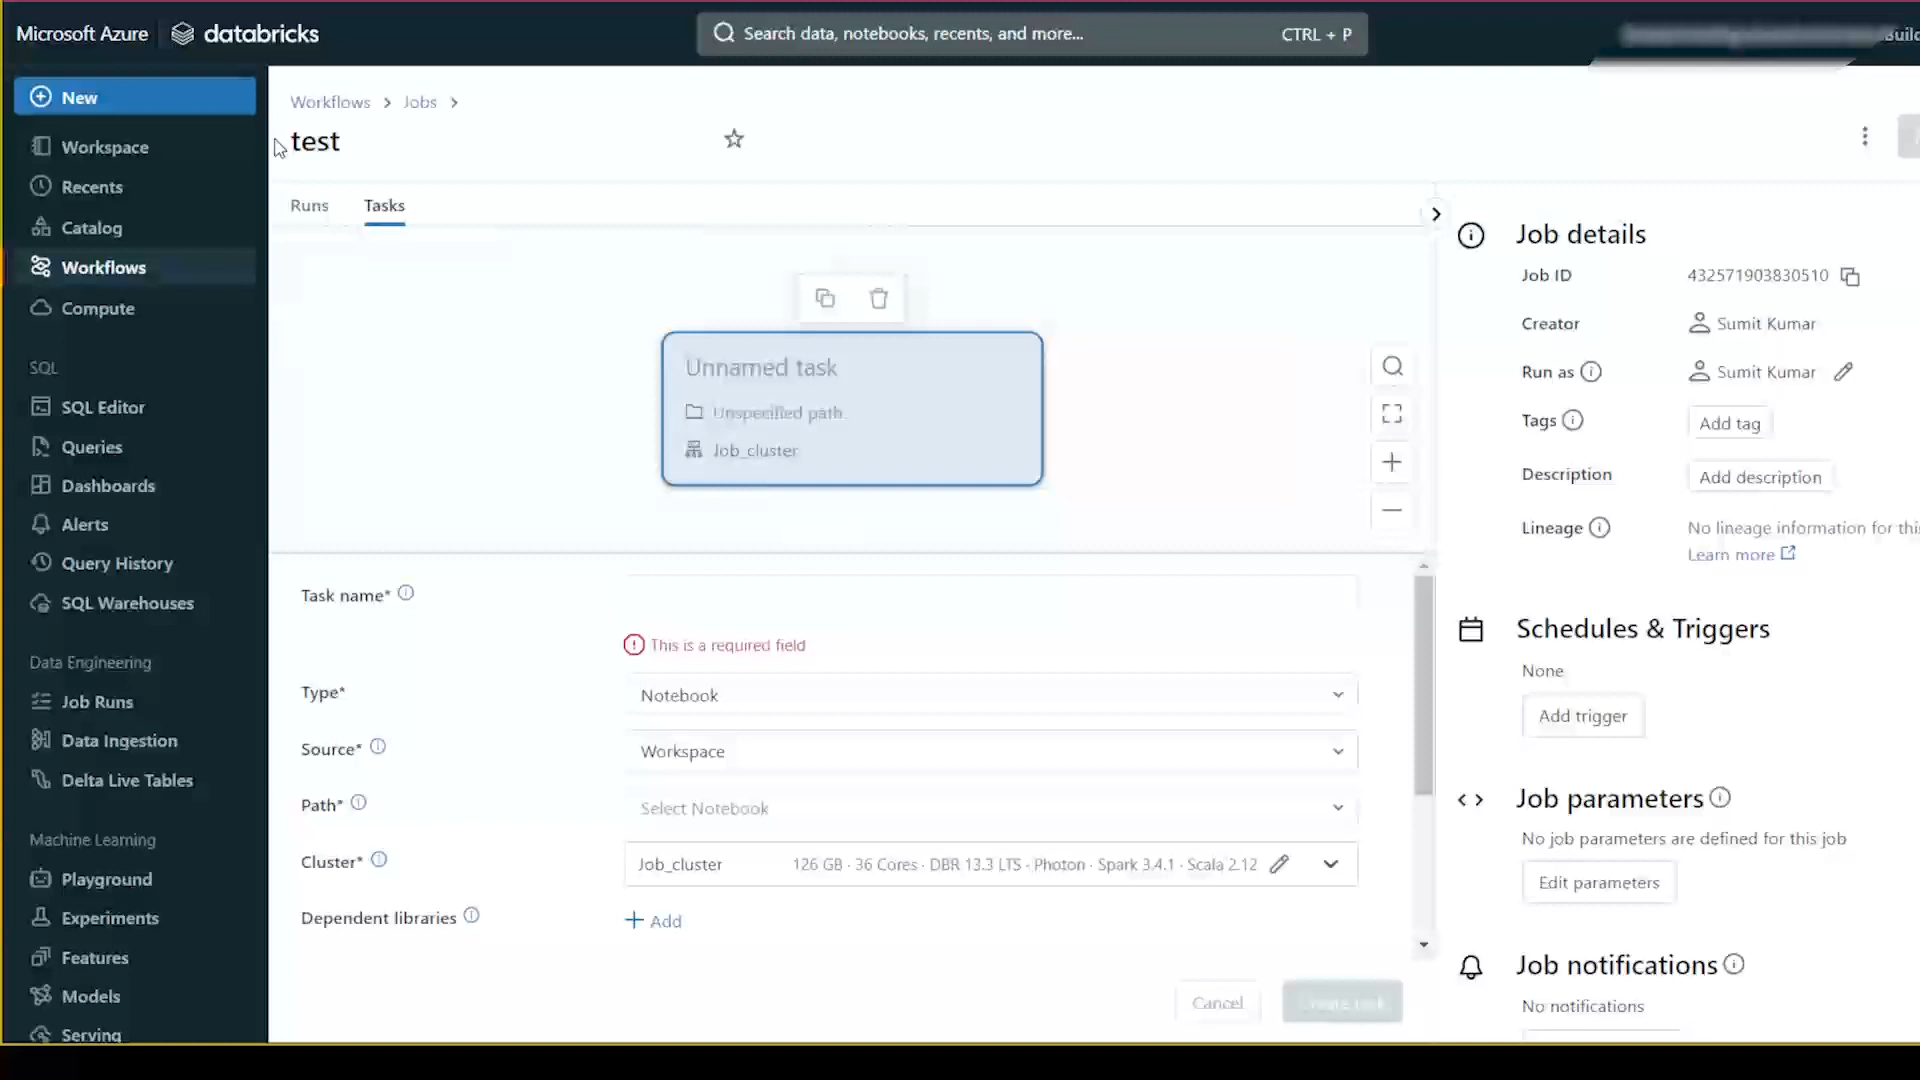 Microsoft Azure databricks
Search data, notebooks, recents, and more... CTRL + P
New
Workspace
Recents
Catalog
Workflows
Compute
SQL
SQL Editor
Queries
Dashboards
Alerts
Query History
SQL Warehouses
Data Engineering
Job Runs
Data Ingestion
Delta Live Tables
Machine Learning
Playground
Experiments
Features
Models
Serving
Workflows > Jobs >
test
Runs Tasks
Unnamed task
Unspecified path
Job_cluster
Task name*
This is a required field
Type* Notebook
Source* Workspace
Path* Select Notebook
Cluster* Job_cluster 126 GB · 36 Cores · DBR 13.3 LTS · Photon · Spark 3.4.1 · Scala 2.12
Dependent libraries + Add
Cancel Create task
Job details
Job ID 432571903830510
Creator Sumit Kumar
Run as Sumit Kumar
Tags Add tag
Description Add description
Lineage No lineage information for this
Learn more
Schedules & Triggers
None
Add trigger
Job parameters
No job parameters are defined for this job
Edit parameters
Job notifications
No notifications